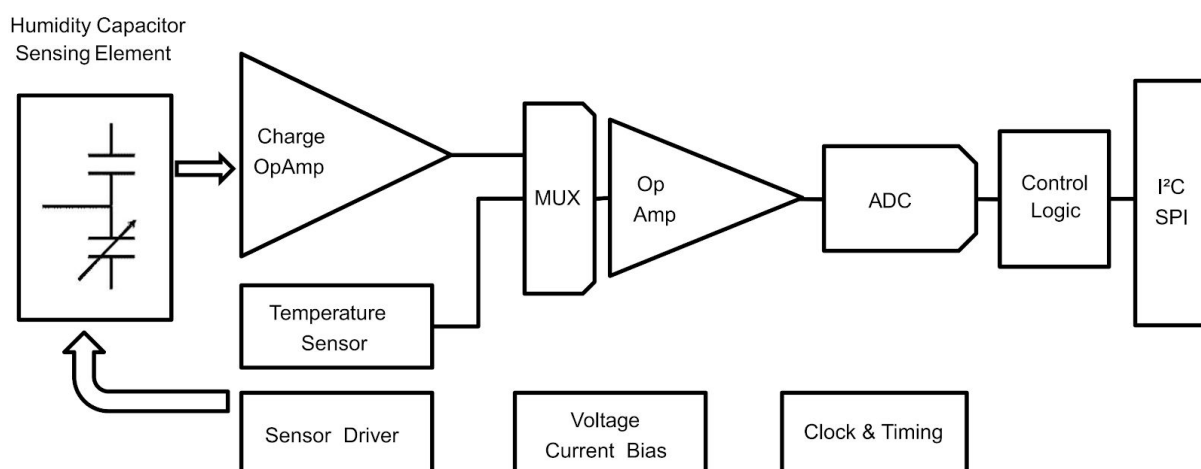 Humidity Capacitor
Sensing Element
Charge
OpAmp
MUX
Op
Amp
ADC
Control
Logic
I²C
SPI
Temperature
Sensor
Sensor Driver
Voltage
Current Bias
Clock & Timing